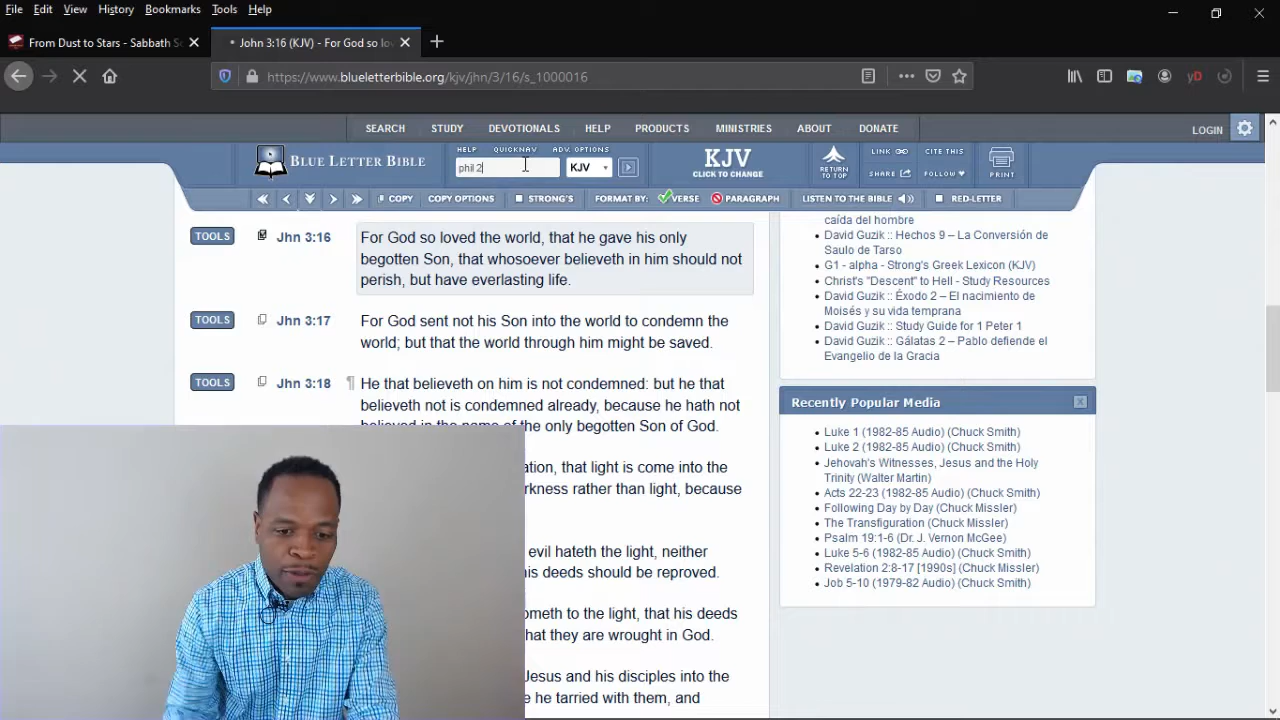 File Edit View History Bookmarks Tools Help
From Dust to Stars - Sabbath Sc
John 3:16 (KJV) - For God so lov
https://www.blueletterbible.org/kjv/jhn/3/16/s_1000016
SEARCH STUDY DEVOTIONALS HELP PRODUCTS MINISTRIES ABOUT DONATE LOGIN
HELP QUICKNAV ADV. OPTIONS
BLUE LETTER BIBLE
phil 2 KJV
KJV
CLICK TO CHANGE
RETURN
TO TOP
LINK CITE THIS
SHARE FOLLOW
PRINT
COPY COPY OPTIONS STRONG'S FORMAT BY: VERSE PARAGRAPH LISTEN TO THE BIBLE RED-LETTER
TOOLS Jhn 3:16 For God so loved the world, that he gave his only
begotten Son, that whosoever believeth in him should not
perish, but have everlasting life.
TOOLS Jhn 3:17 For God sent not his Son into the world to condemn the
world; but that the world through him might be saved.
TOOLS Jhn 3:18 ¶ He that believeth on him is not condemned: but he that
believeth not is condemned already, because he hath not
believed in the name of the only begotten Son of God.
ation, that light is come into the
rkness rather than light, because
evil hateth the light, neither
his deeds should be reproved.
ometh to the light, that his deeds
hat they are wrought in God.
Jesus and his disciples into the
e he tarried with them, and
caída del hombre
David Guzik :: Hechos 9 – La Conversión de
Saulo de Tarso
G1 - alpha - Strong's Greek Lexicon (KJV)
Christ's "Descent" to Hell - Study Resources
David Guzik :: Éxodo 2 – El nacimiento de
Moisés y su vida temprana
David Guzik :: Study Guide for 1 Peter 1
David Guzik :: Gálatas 2 – Pablo defiende el
Evangelio de la Gracia
Recently Popular Media
Luke 1 (1982-85 Audio) (Chuck Smith)
Luke 2 (1982-85 Audio) (Chuck Smith)
Jehovah's Witnesses, Jesus and the Holy
Trinity (Walter Martin)
Acts 22-23 (1982-85 Audio) (Chuck Smith)
Following Day by Day (Chuck Missler)
The Transfiguration (Chuck Missler)
Psalm 19:1-6 (Dr. J. Vernon McGee)
Luke 5-6 (1982-85 Audio) (Chuck Smith)
Revelation 2:8-17 [1990s] (Chuck Missler)
Job 5-10 (1979-82 Audio) (Chuck Smith)